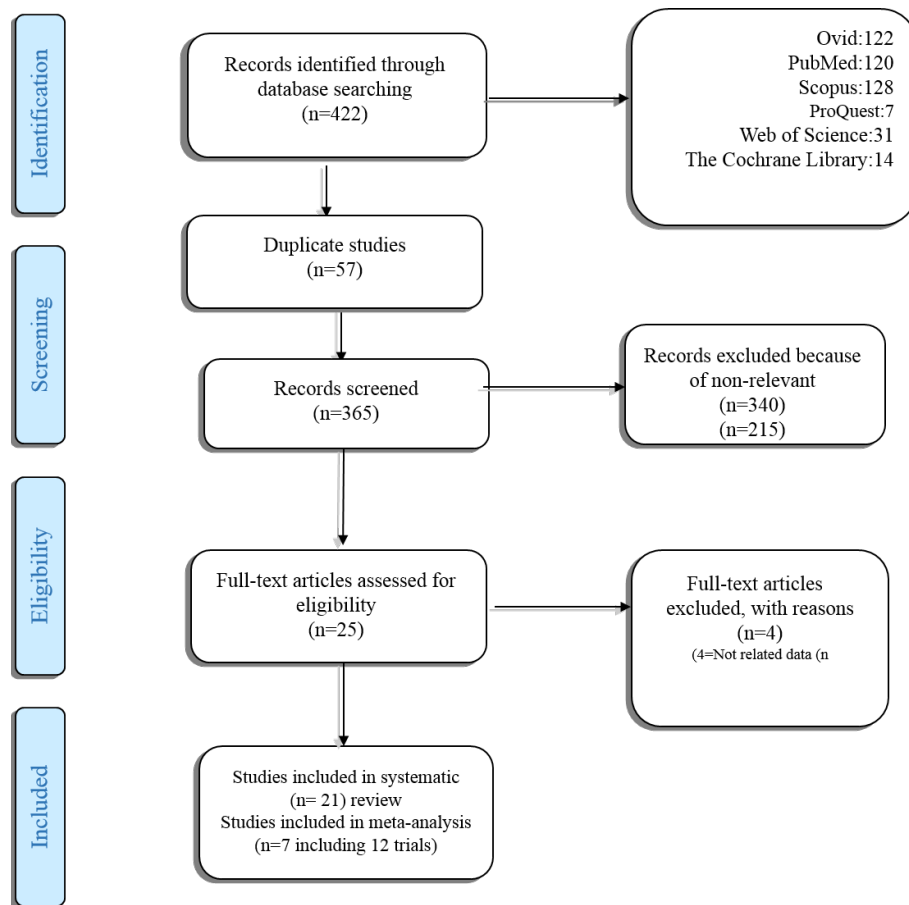 Identification
Records identified through
database searching
(n=422)
Ovid:122
PubMed:120
Scopus:128
ProQuest:7
Web of Science:31
The Cochrane Library:14
Duplicate studies
(n=57)
Screening
Records screened
(n=365)
Records excluded because
of non-relevant
(n=340)
(n=215)
Eligibility
Full-text articles assessed for
eligibility
(n=25)
Full-text articles
excluded, with reasons
(n=4)
(4=Not related data (n
Included
Studies included in systematic
(n= 21) review
Studies included in meta-analysis
(n=7 including 12 trials)